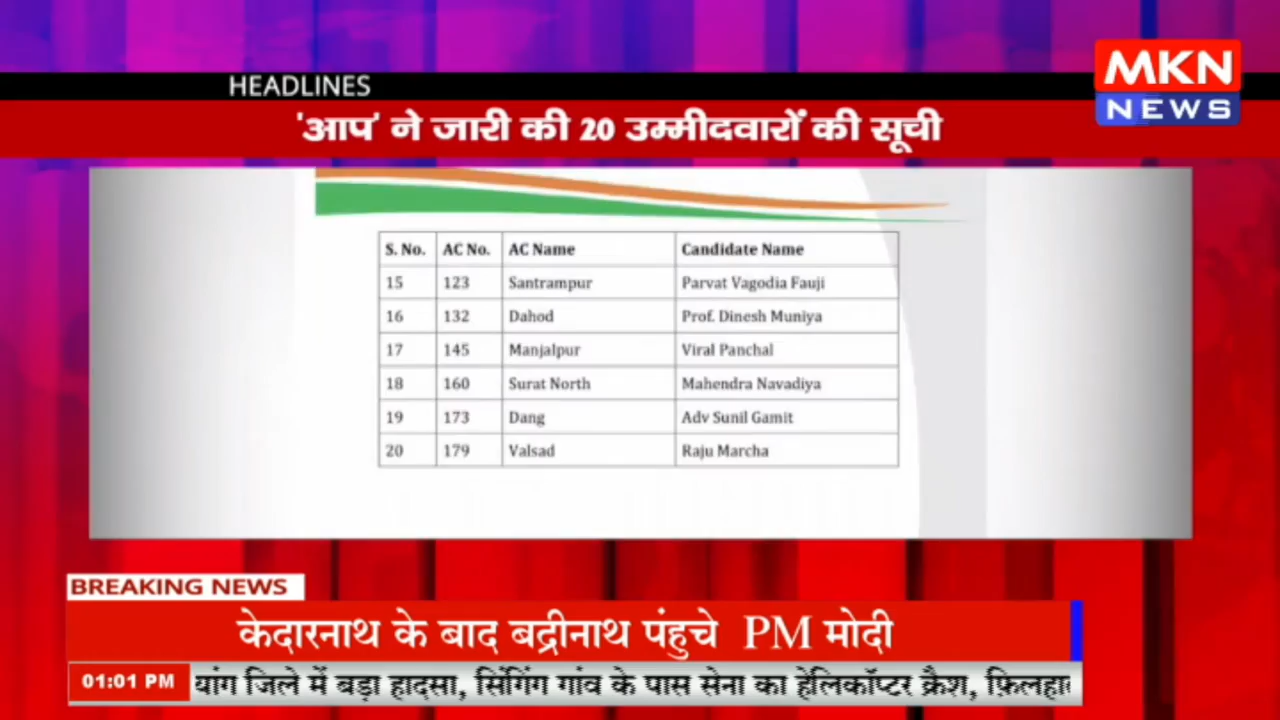 HEADLINES
MKN
NEWS
'आप' ने जारी की 20 उम्मीदवारों की सूची
S. No. AC No. AC Name Candidate Name
15 123 Santrampur Parvat Vagodia Fauji
16 132 Dahod Prof. Dinesh Muniya
17 145 Manjalpur Viral Panchal
18 160 Surat North Mahendra Navadiya
19 173 Dang Adv Sunil Gamit
20 179 Valsad Raju Marcha
BREAKING NEWS
केदारनाथ के बाद बद्रीनाथ पंहुचे PM मोदी
01:01 PM जिले में बड़ा हादसा, सिंगिंग गांव के पास सेना का हेलिकॉप्टर क्रैश,